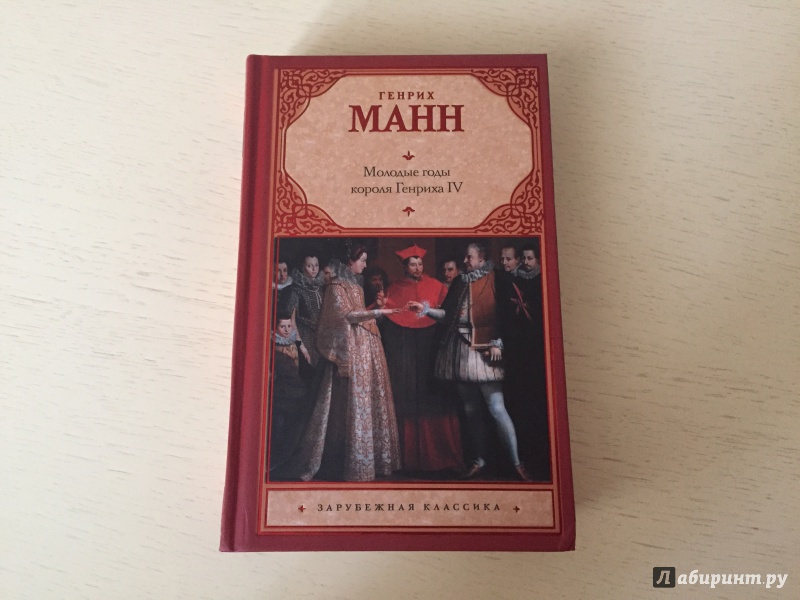 ГЕНРИХ
МАНН
Молодые годы
короля Генриха IV
ЗАРУБЕЖНАЯ КЛАССИКА
Лабиринт.ру